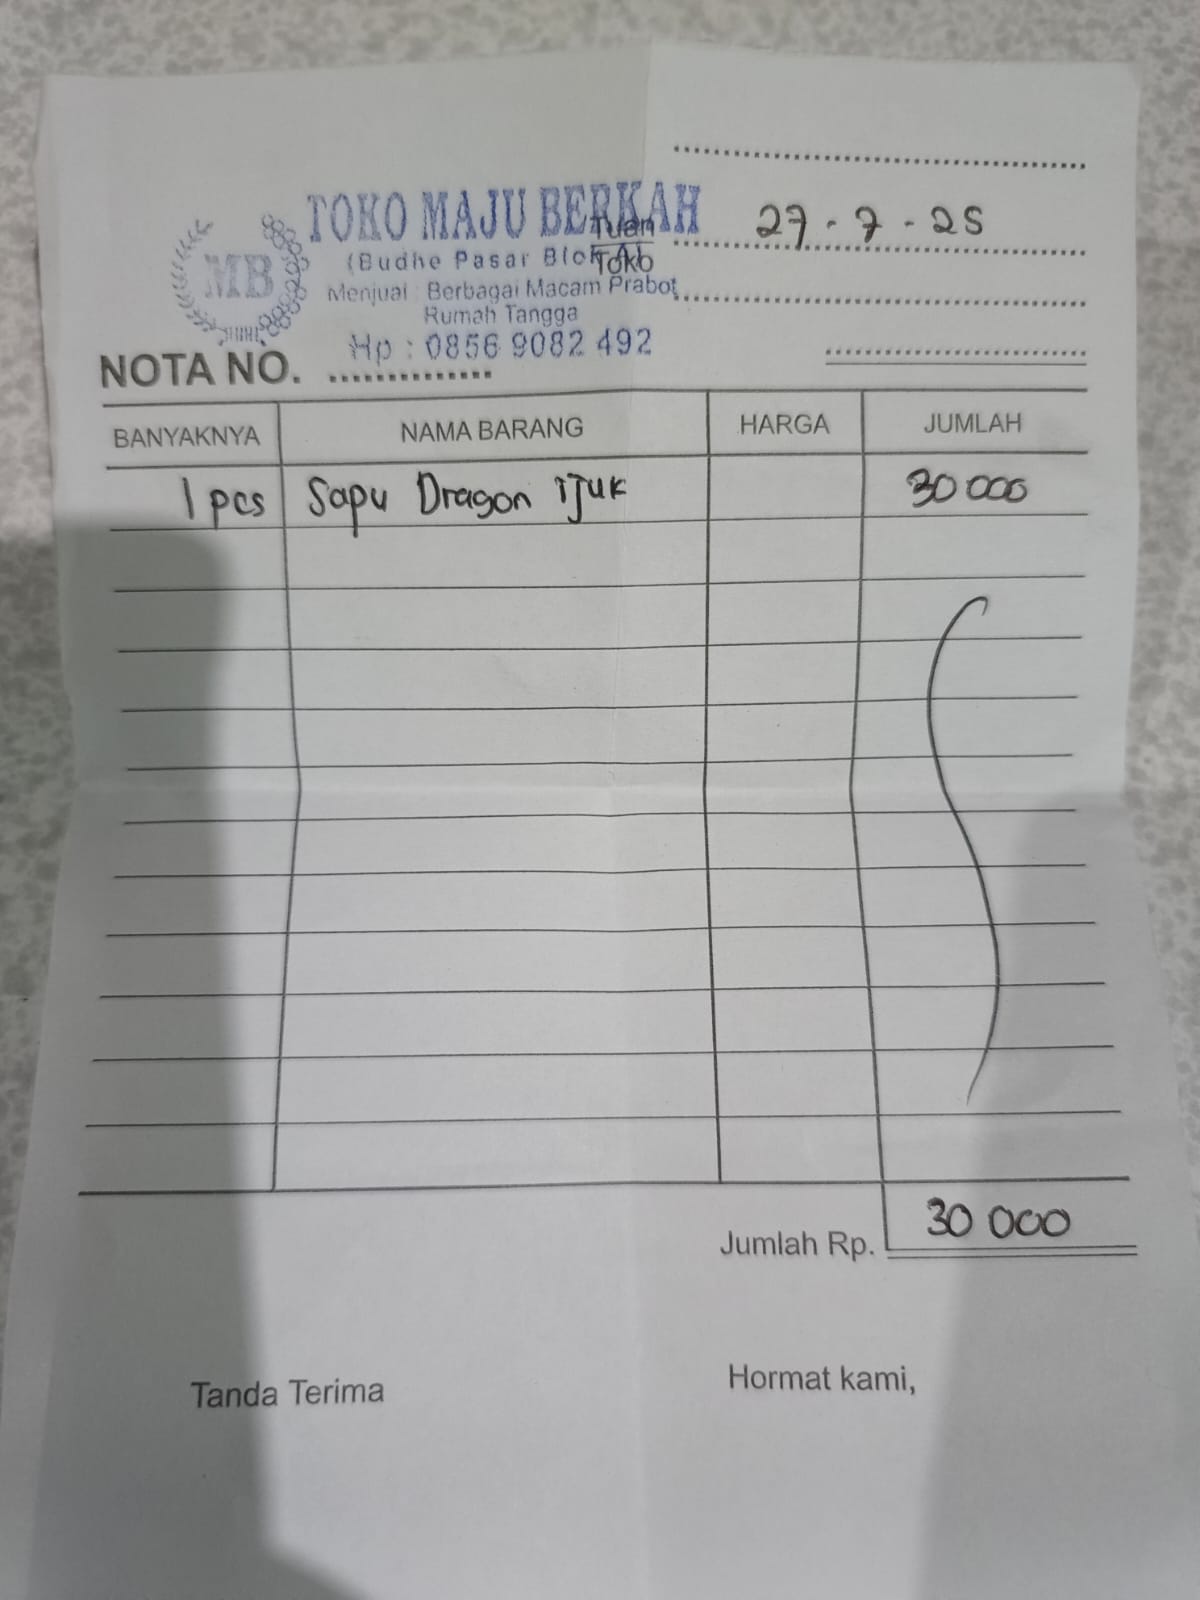 TOKO MAJU BERKAH
27-7-25
Tuan
(Budhe Pasar Blok A)
Toko
MB
Menjual : Berbagai Macam Prabot
Rumah Tangga
Hp : 0856 9082 492
NOTA NO.
BANYAKNYA NAMA BARANG HARGA JUMLAH
1 pcs Sapu Dragon Ijuk 30 000
Jumlah Rp. 30 000
Tanda Terima Hormat kami,